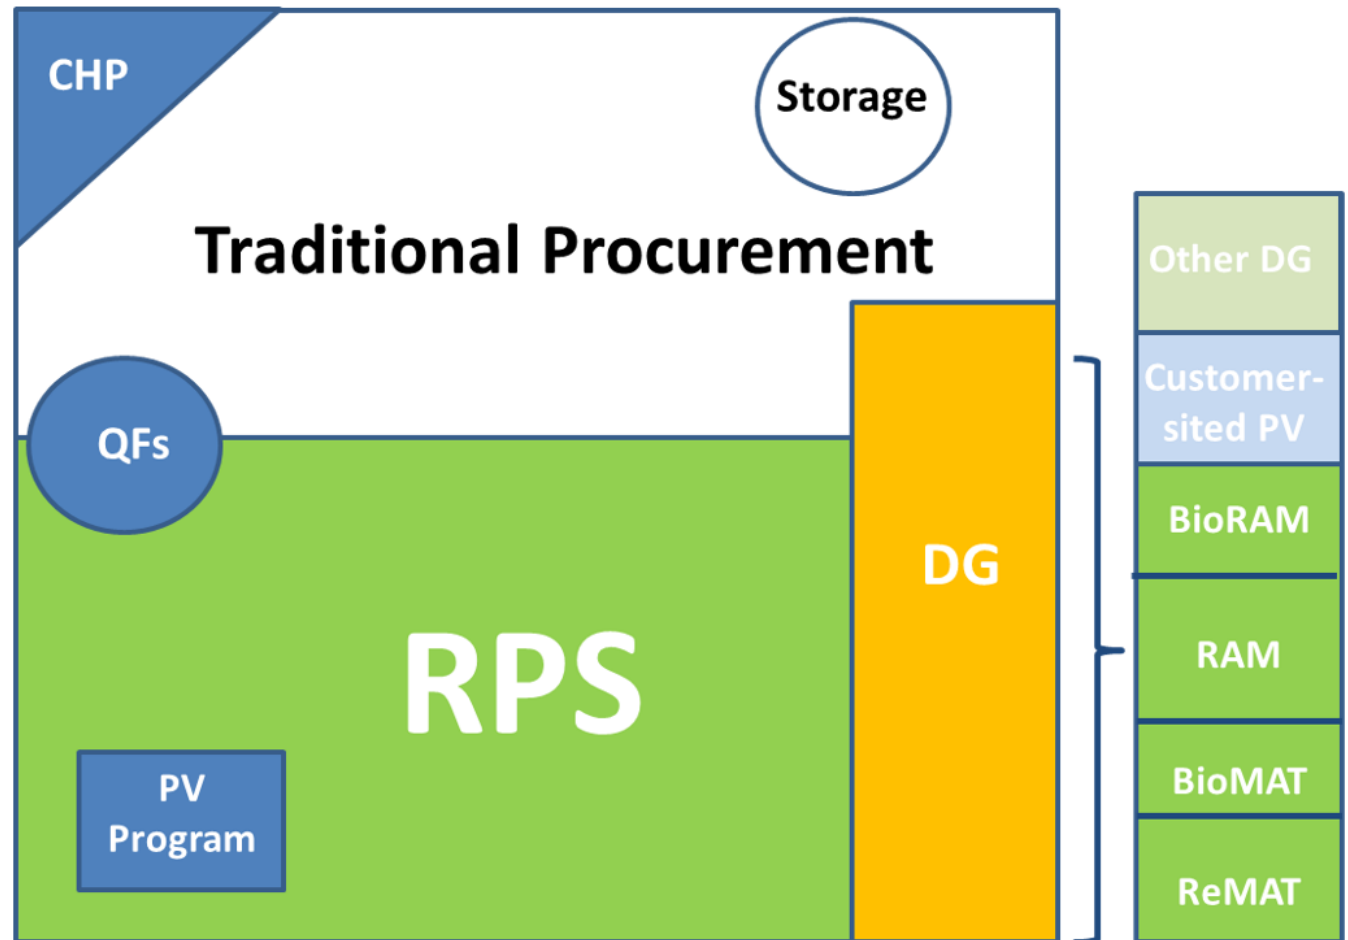 CHP
Storage
Traditional Procurement
QFs
DG
RPS
PV
Program
Other DG
Customer-
sited PV
BioRAM
RAM
BioMAT
ReMAT